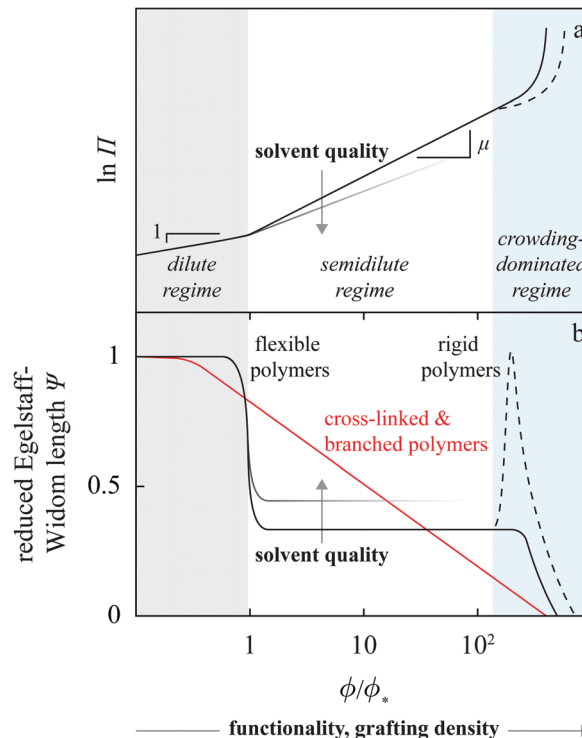 a
ln Π
solvent quality
μ
1
dilute
regime
semidilute
regime
crowding-
dominated
regime
b
reduced Egelstaff-
Widom length Ψ
1
0.5
0
flexible
polymers
rigid
polymers
cross-linked &
branched polymers
solvent quality
1
10
10²
ϕ/ϕ*
functionality, grafting density